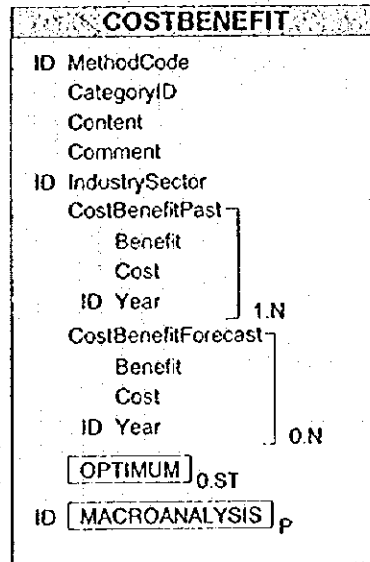 COSTBENEFIT
ID MethodCode
CategoryID
Content
Comment
ID IndustrySector
CostBenefitPast
Benefit
Cost
ID Year
1.N
CostBenefitForecast
Benefit
Cost
ID Year
0.N
OPTIMUM 0.ST
ID MACROANALYSIS P